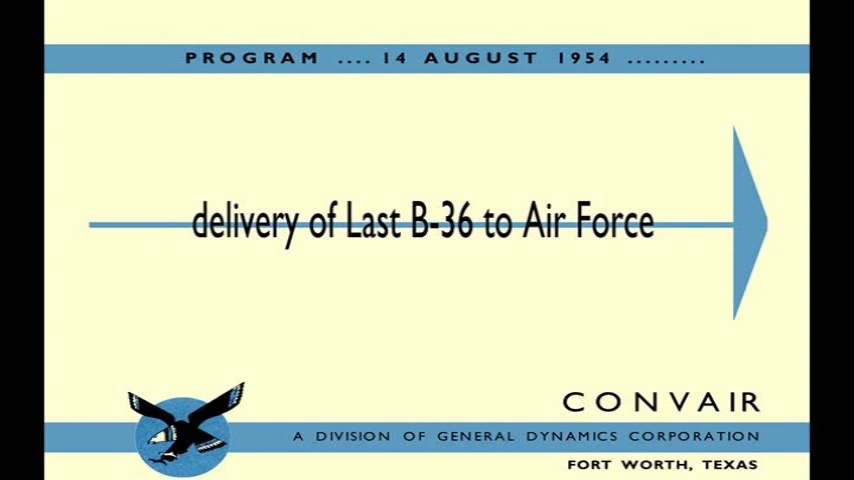 PROGRAM .... 14 AUGUST 1954 .........
delivery of Last B-36 to Air Force
CONVAIR
A DIVISION OF GENERAL DYNAMICS CORPORATION
FORT WORTH, TEXAS